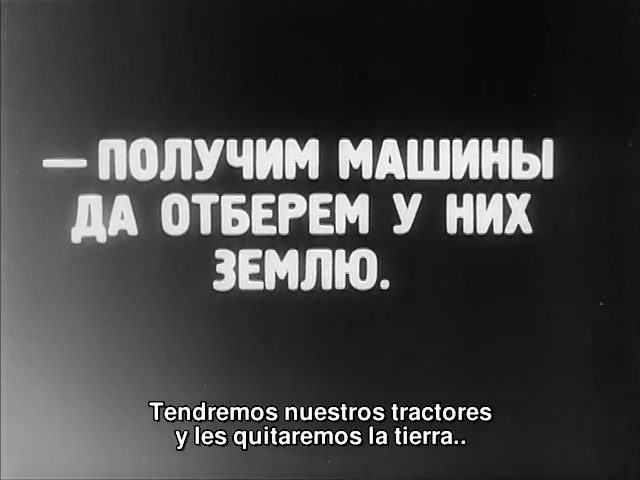 — ПОЛУЧИМ МАШИНЫ
ДА ОТБЕРЕМ У НИХ
ЗЕМЛЮ.
Tendremos nuestros tractores
y les quitaremos la tierra..